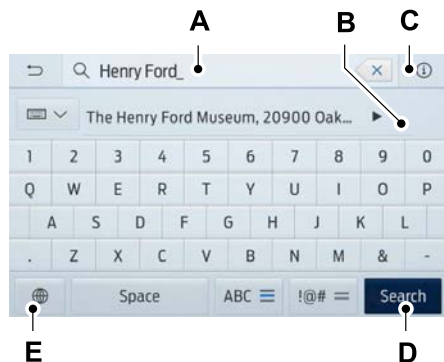 A
B
C
Henry Ford_
The Henry Ford Museum, 20900 Oak...
1 2 3 4 5 6 7 8 9 0
Q W E R T Y U I O P
A S D F G H J K L
. Z X C V B N M & -
Space ABC !@# Search
E
D